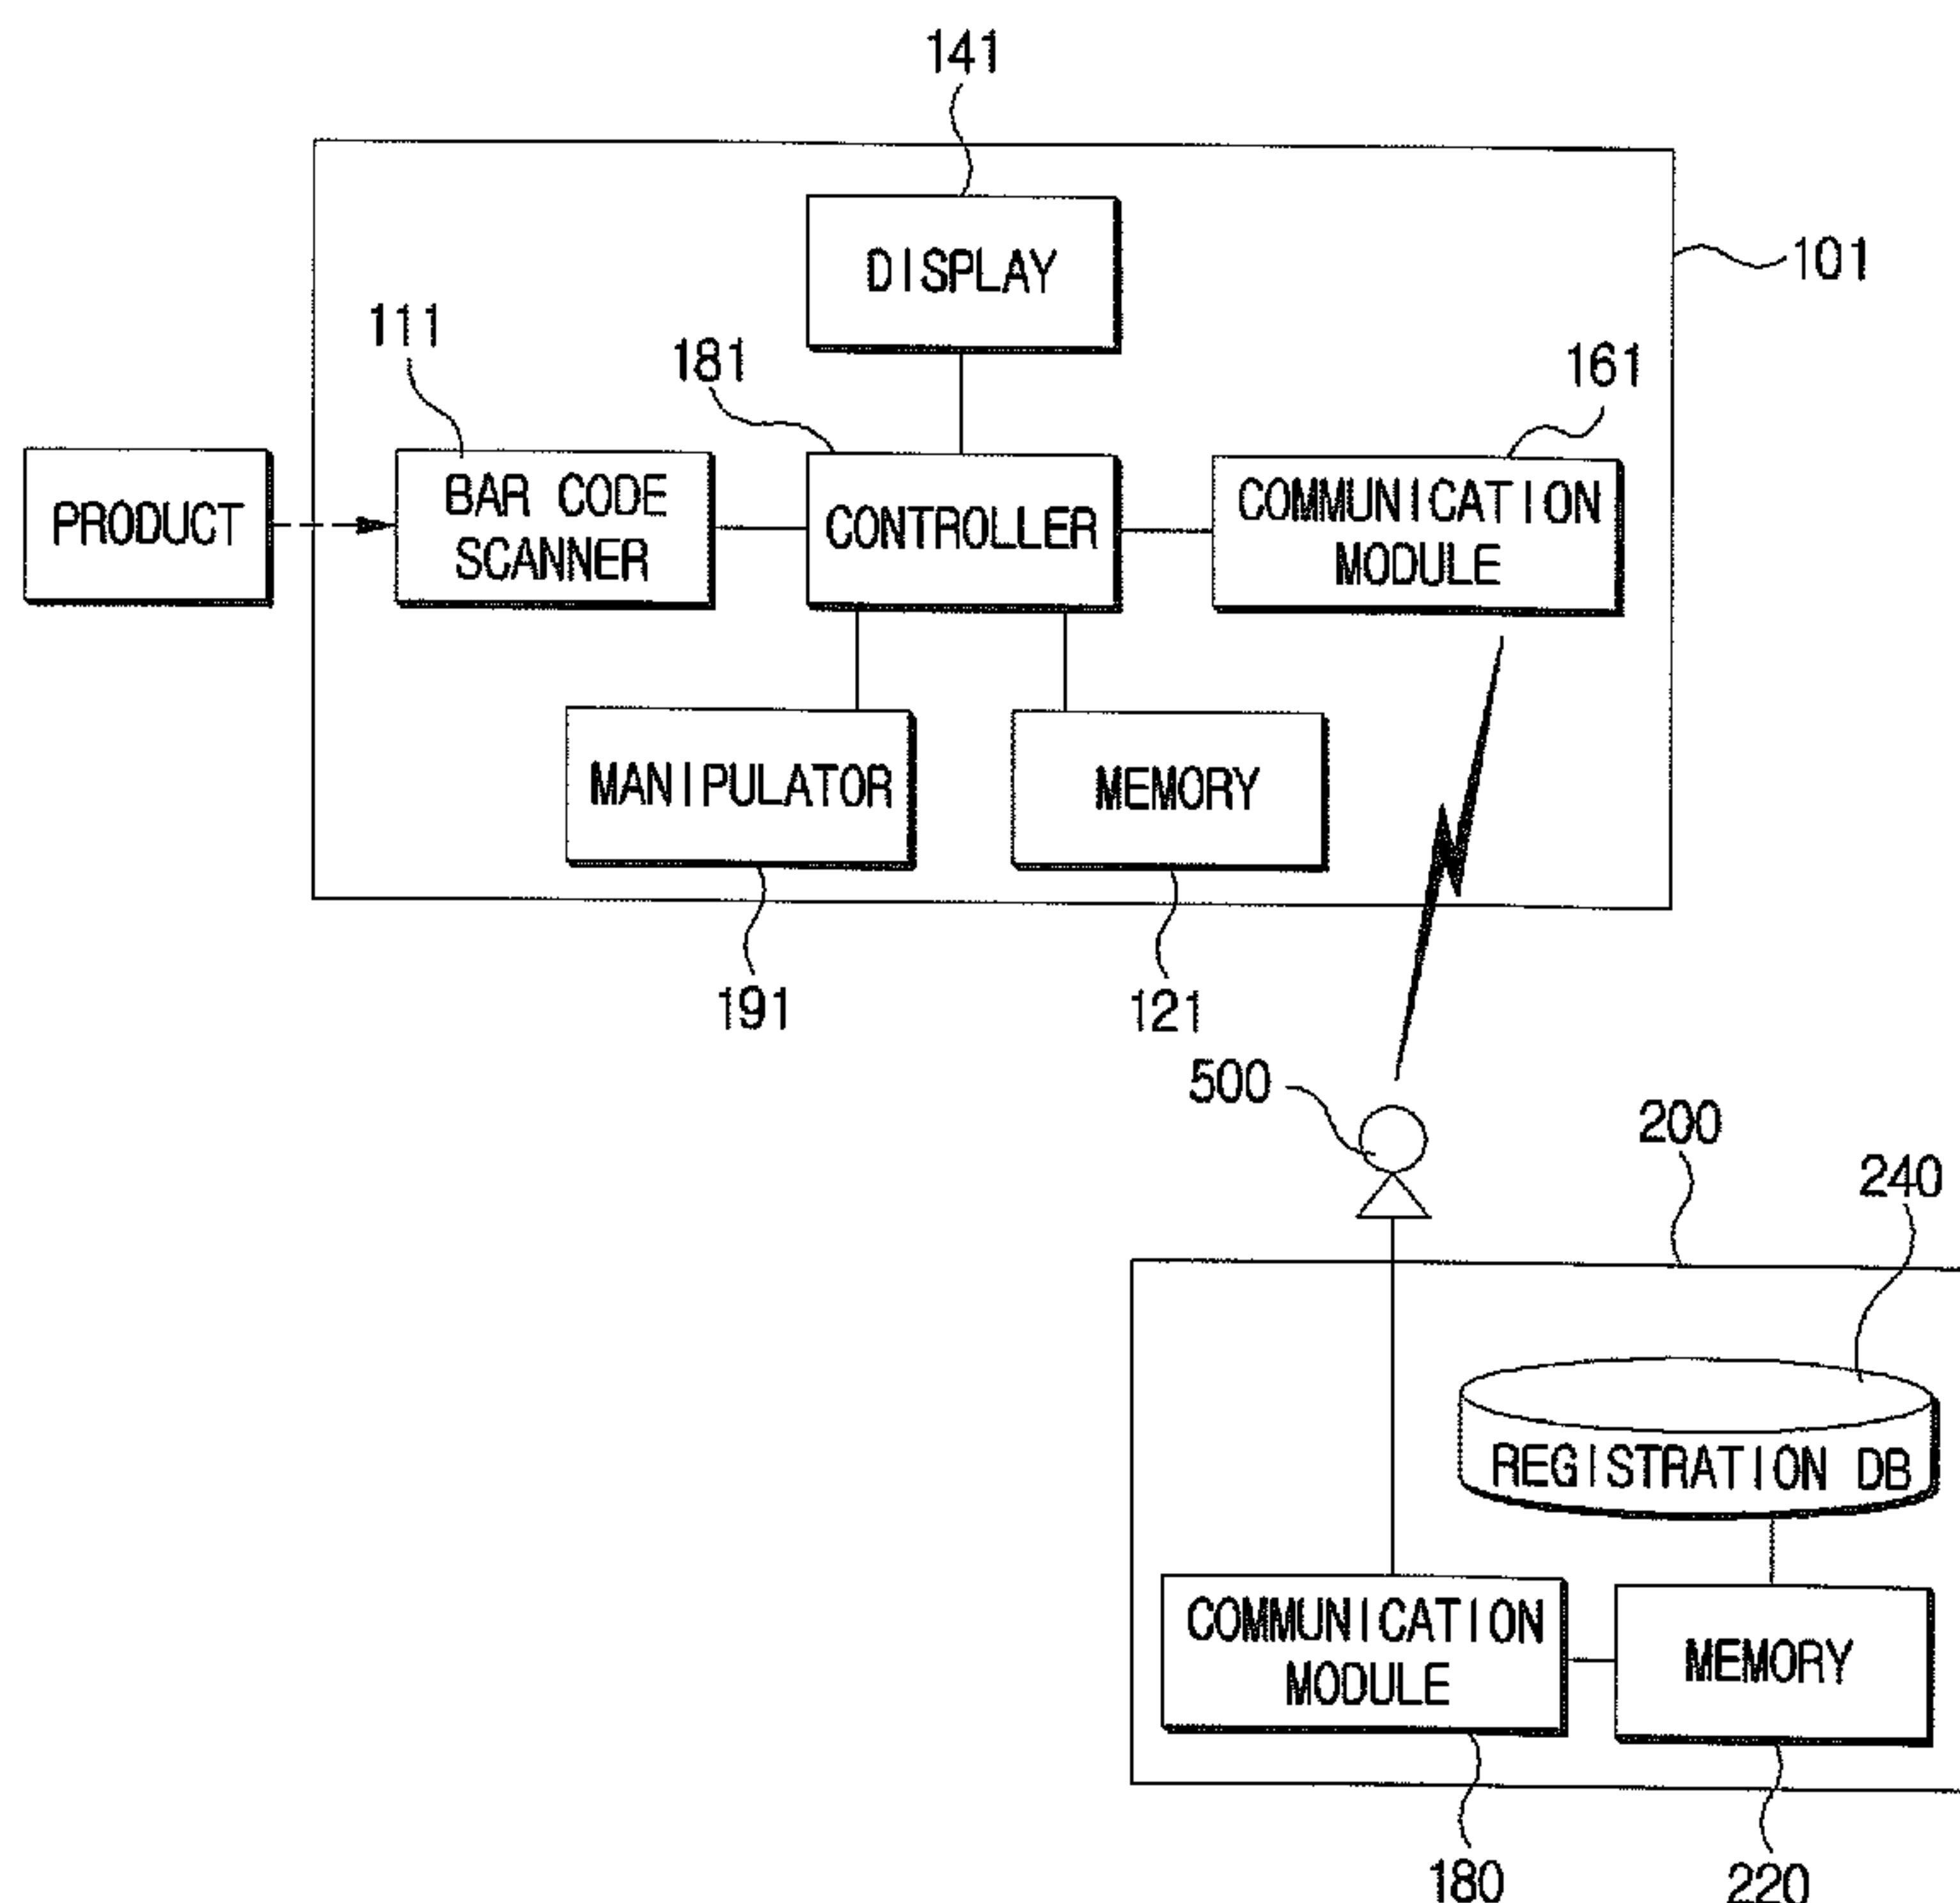 141
DISPLAY
101
111
181
161
PRODUCT
BAR CODE
SCANNER
CONTROLLER
COMMUNICATION
MODULE
MANIPULATOR
MEMORY
191
121
500
200
240
REGISTRATION DB
COMMUNICATION
MODULE
MEMORY
180
220